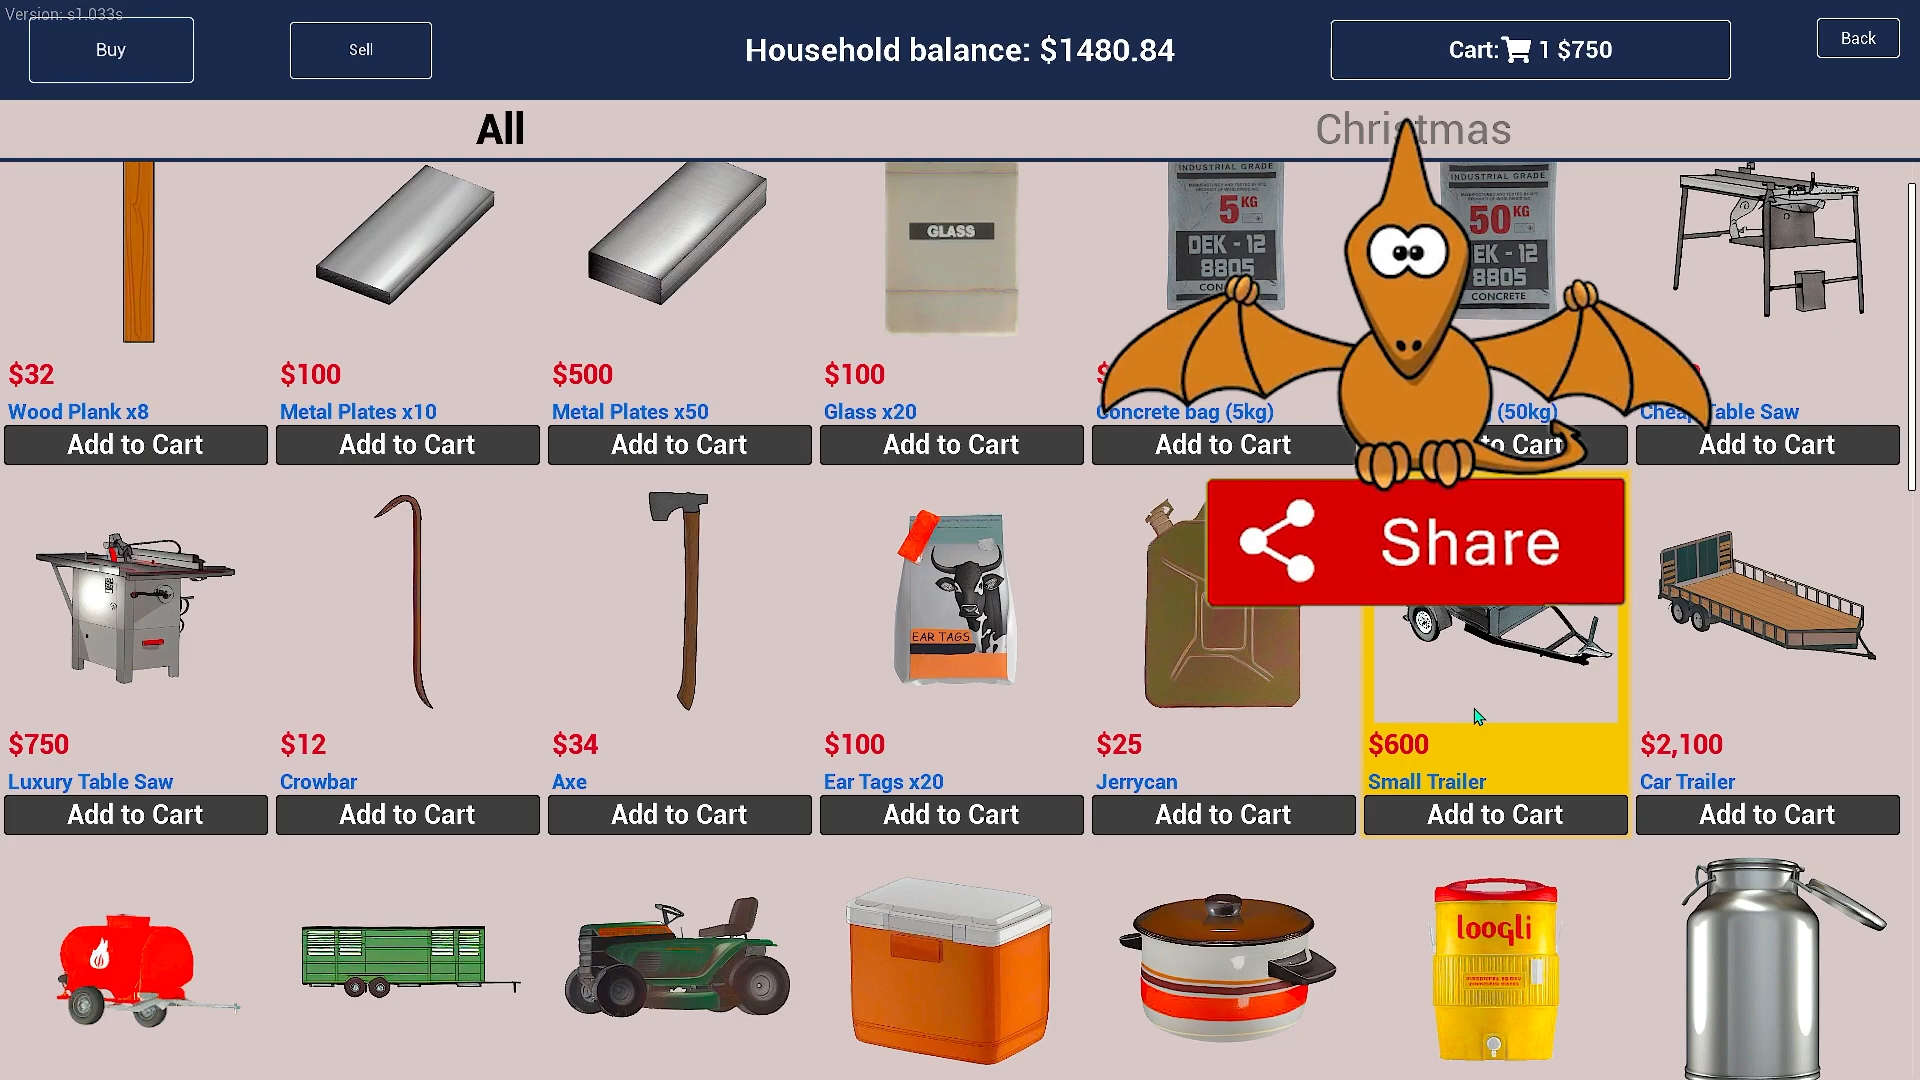 Version: s1.033s
Buy
Sell
Household balance: $1480.84
Cart: 1 $750
Back
All
Christmas
GLASS
INDUSTRIAL GRADE
5 KG
DEK - 12
8805
INDUSTRIAL GRADE
50 KG
EK - 12
8805
CONCRETE
$32
$100
$500
$100
Wood Plank x8
Metal Plates x10
Metal Plates x50
Glass x20
Concrete bag (5kg)
(50kg)
Table Saw
Add to Cart
Add to Cart
Add to Cart
Add to Cart
Add to Cart
to Cart
Add to Cart
EAR TAGS
Share
$750
$12
$34
$100
$25
$600
$2,100
Luxury Table Saw
Crowbar
Axe
Ear Tags x20
Jerrycan
Small Trailer
Car Trailer
Add to Cart
Add to Cart
Add to Cart
Add to Cart
Add to Cart
Add to Cart
Add to Cart
loogli